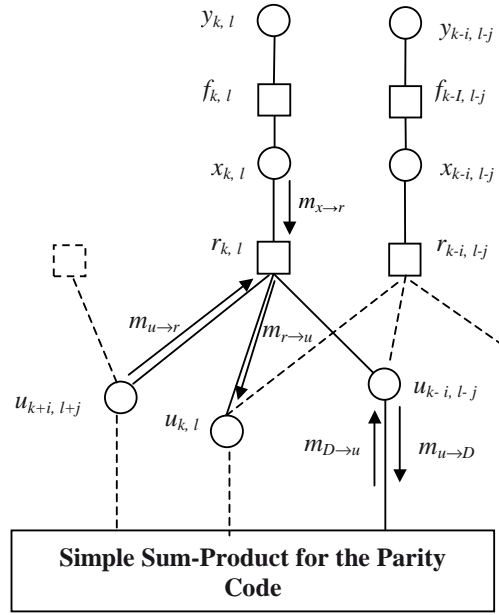 y_{k, l}
y_{k-i, l-j}
f_{k, l}
f_{k-I, l-j}
x_{k, l}
x_{k-i, l-j}
m_{x→r}
r_{k, l}
r_{k-i, l-j}
m_{u→r}
m_{r→u}
u_{k+i, l+j}
u_{k, l}
u_{k- i, l- j}
m_{D→u}
m_{u→D}
Simple Sum-Product for the Parity
Code